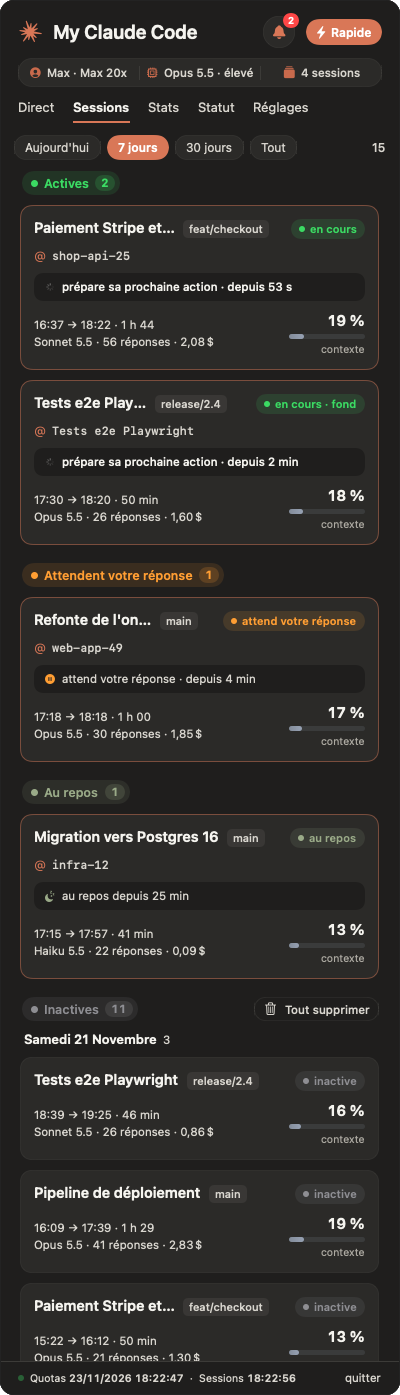 My Claude Code
2
Rapide
Max · Max 20x
Opus 5.5 · élevé
4 sessions
Direct Sessions Stats Statut Réglages
Aujourd'hui 7 jours 30 jours Tout 15
Actives 2
Paiement Stripe et... feat/checkout en cours
@ shop-api-25
prépare sa prochaine action · depuis 53 s
16:37 → 18:22 · 1 h 44
19 %
Sonnet 5.5 · 56 réponses · 2,08 $
contexte
Tests e2e Play... release/2.4 en cours · fond
@ Tests e2e Playwright
prépare sa prochaine action · depuis 2 min
17:30 → 18:20 · 50 min
18 %
Opus 5.5 · 26 réponses · 1,60 $
contexte
Attendent votre réponse 1
Refonte de l'on... main attend votre réponse
@ web-app-49
attend votre réponse · depuis 4 min
17:18 → 18:18 · 1 h 00
17 %
Opus 5.5 · 30 réponses · 1,85 $
contexte
Au repos 1
Migration vers Postgres 16 main au repos
@ infra-12
au repos depuis 25 min
17:15 → 17:57 · 41 min
13 %
Haiku 5.5 · 22 réponses · 0,09 $
contexte
Inactives 11 Tout supprimer
Samedi 21 Novembre 3
Tests e2e Playwright release/2.4 inactive
18:39 → 19:25 · 46 min
16 %
Sonnet 5.5 · 26 réponses · 0,86 $
contexte
Pipeline de déploiement main inactive
16:09 → 17:39 · 1 h 29
19 %
Opus 5.5 · 41 réponses · 2,83 $
contexte
Paiement Stripe et... feat/checkout inactive
15:22 → 16:12 · 50 min
13 %
Opus 5.5 · 21 réponses · 1,30 $
Quotas 23/11/2026 18:22:47 · Sessions 18:22:56 quitter